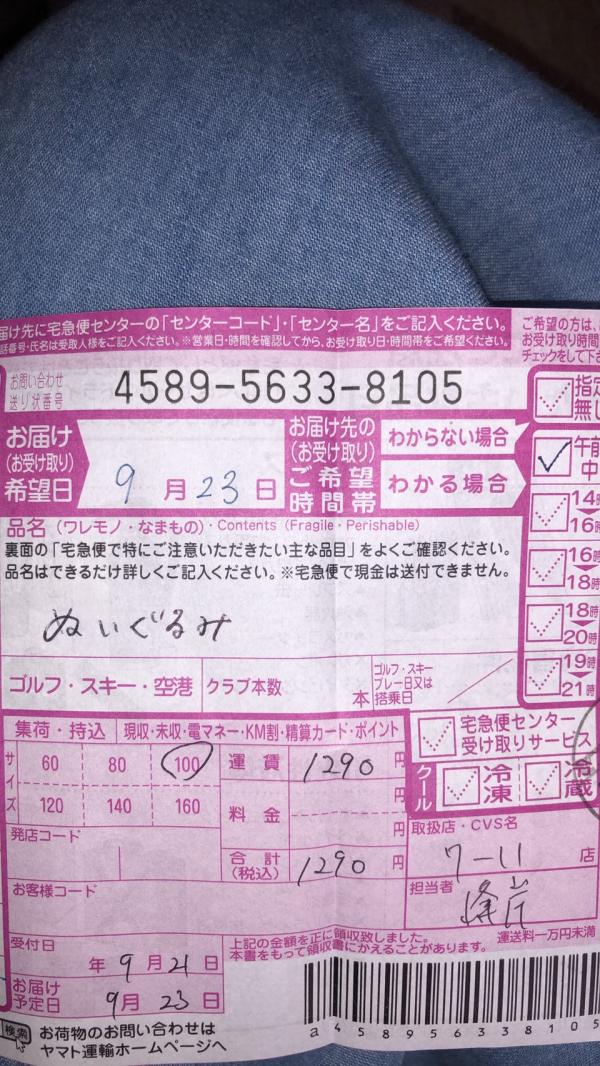 届け先に宅急便センターの「センターコード」・「センター名」をご記入ください。
話番号・氏名は受取人様をご記入ください。※営業日・時間を確認してから、お受け取り日・時間帯をご希望ください。
ご希望の方は、
お受け取り時間
チェックをして下
お問い合わせ
送り状番号
4589-5633-8105
お届け
(お受け取り)
希望日
9月23日
お届け先の
(お受け取り)
ご希望
時間帯
わからない場合
わかる場合
指定
無し
午前
中
14時
16時
16時
18時
18時
20時
19時
21時
品名(ワレモノ・なまもの)・Contents (Fragile・Perishable)
裏面の「宅急便で特にご注意いただきたい主な品目」をよくご確認ください。
品名はできるだけ詳しくご記入ください。※宅急便で現金は送付できません。
ぬいぐるみ
ゴルフ・スキー・空港
クラブ本数
本
ゴルフ・スキー
プレー日又は
搭乗日
集荷・持込
現収・未収・電マネー・KM割・精算カード・ポイント
サイズ
60 80 100
120 140 160
運賃 1290 円
円
料金
円
合計
(税込)
1290 円
発店コード
お客様コード
宅急便センター
受け取りサービス
クール
冷凍
冷蔵
取扱店・CVS名
7-11 店
担当者
峰岸
受付日
年9月21日
お届け
予定日
9月23日
上記の金額を正に領収致しました。
本書をもって領収書にかえることがあります。
運送料一万円未満
a458956338105
検索
お荷物のお問い合わせは
ヤマト運輸ホームページへ